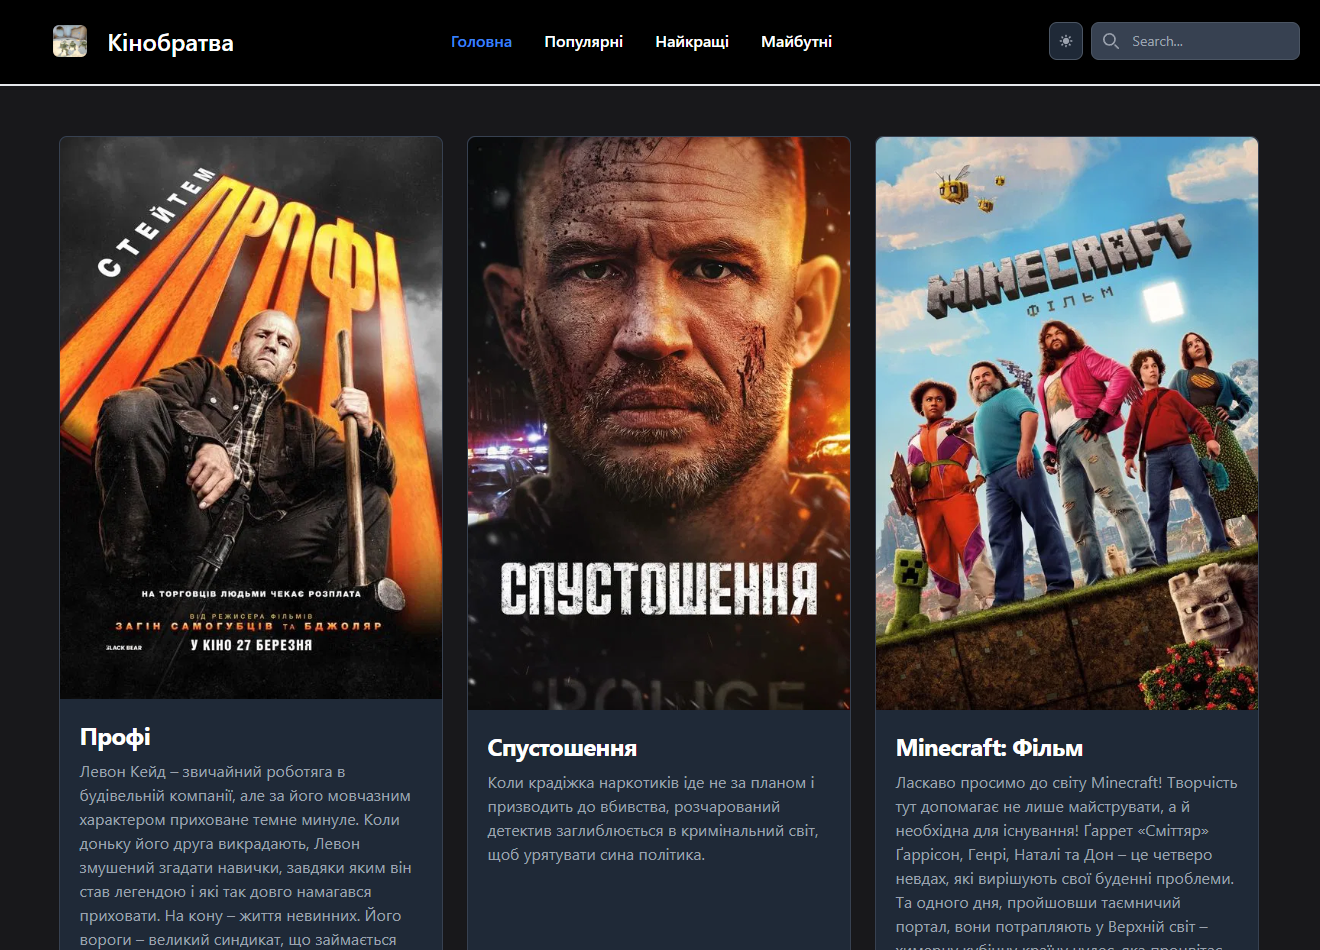 Кінобратва
Головна
Популярні
Найкращі
Майбутні
Search...
СТЕЙТЕМ
ПРОФІ
НА ТОРГОВЦІВ ЛЮДЬМИ ЧЕКАЄ РОЗПЛАТА
ВІД РЕЖИСЕРА ФІЛЬМІВ
ЗАГІН САМОГУБЦІВ ТА БДЖОЛЯР
BLACK BEAR
У КІНО 27 БЕРЕЗНЯ
Профі
Левон Кейд – звичайний роботяга в
будівельній компанії, але за його мовчазним
характером приховане темне минуле. Коли
доньку його друга викрадають, Левон
змушений згадати навички, завдяки яким він
став легендою і які так довго намагався
приховати. На кону – життя невинних. Його
вороги – великий синдикат, що займається
СПУСТОШЕННЯ
POLICE
Спустошення
Коли крадіжка наркотиків іде не за планом і
призводить до вбивства, розчарований
детектив заглиблюється в кримінальний світ,
щоб урятувати сина політика.
MINECRAFT
ФІЛЬМ
Minecraft: Фільм
Ласкаво просимо до світу Minecraft! Творчість
тут допомагає не лише майструвати, а й
необхідна для існування! Ґаррет «Сміттяр»
Ґаррісон, Генрі, Наталі та Дон – це четверо
невдах, які вирішують свої буденні проблеми.
Та одного дня, пройшовши таємничий
портал, вони потрапляють у Верхній світ –
химерну кубічну країну чудес, яка процвітає